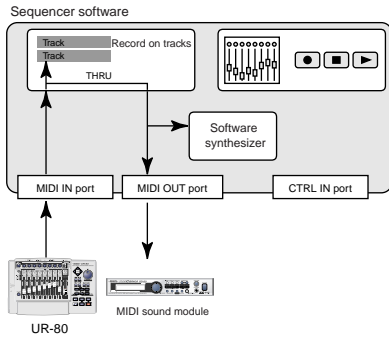 Sequencer software
Track Record on tracks
Track
THRU
Software
synthesizer
MIDI IN port MIDI OUT port CTRL IN port
MIDI sound module
UR-80